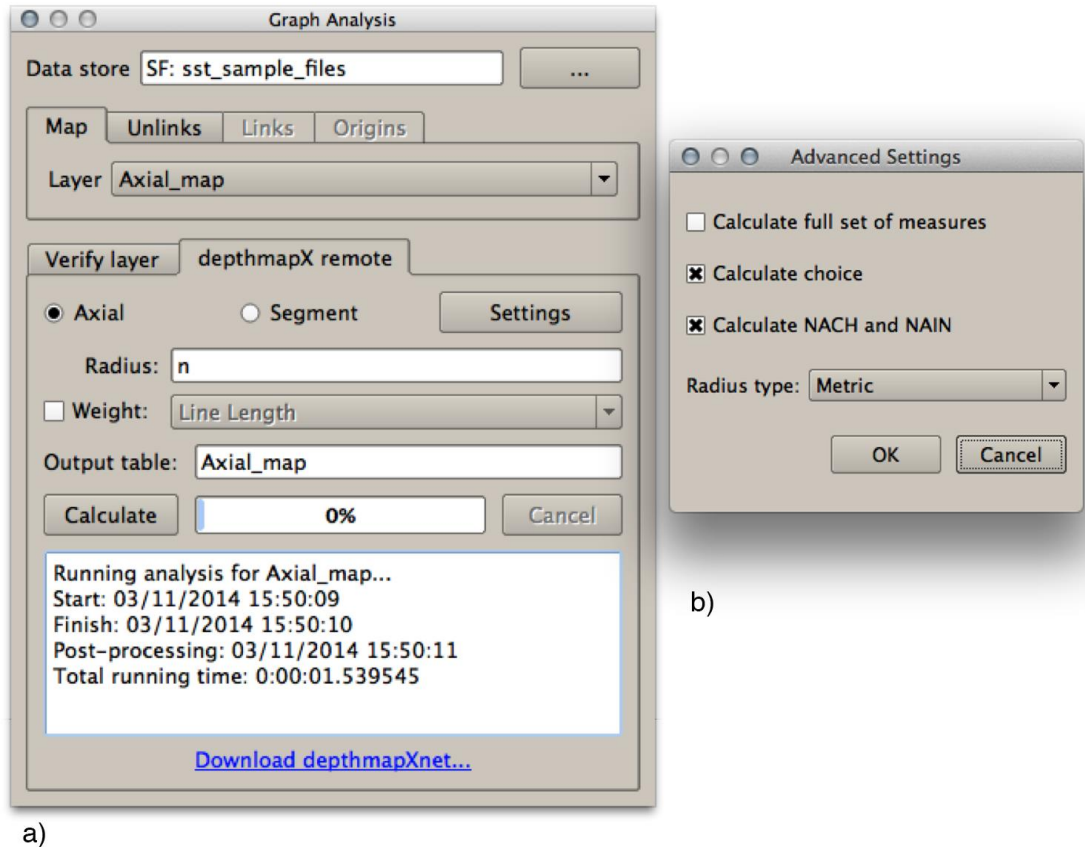 Graph Analysis
Data store SF: sst_sample_files ...
Map Unlinks Links Origins
Layer Axial_map
Verify layer depthmapX remote
Axial Segment Settings
Radius: n
Weight: Line Length
Output table: Axial_map
Calculate 0% Cancel
Running analysis for Axial_map...
Start: 03/11/2014 15:50:09
Finish: 03/11/2014 15:50:10
Post-processing: 03/11/2014 15:50:11
Total running time: 0:00:01.539545
Download depthmapXnet...
a)
Advanced Settings
Calculate full set of measures
Calculate choice
Calculate NACH and NAIN
Radius type: Metric
OK Cancel
b)